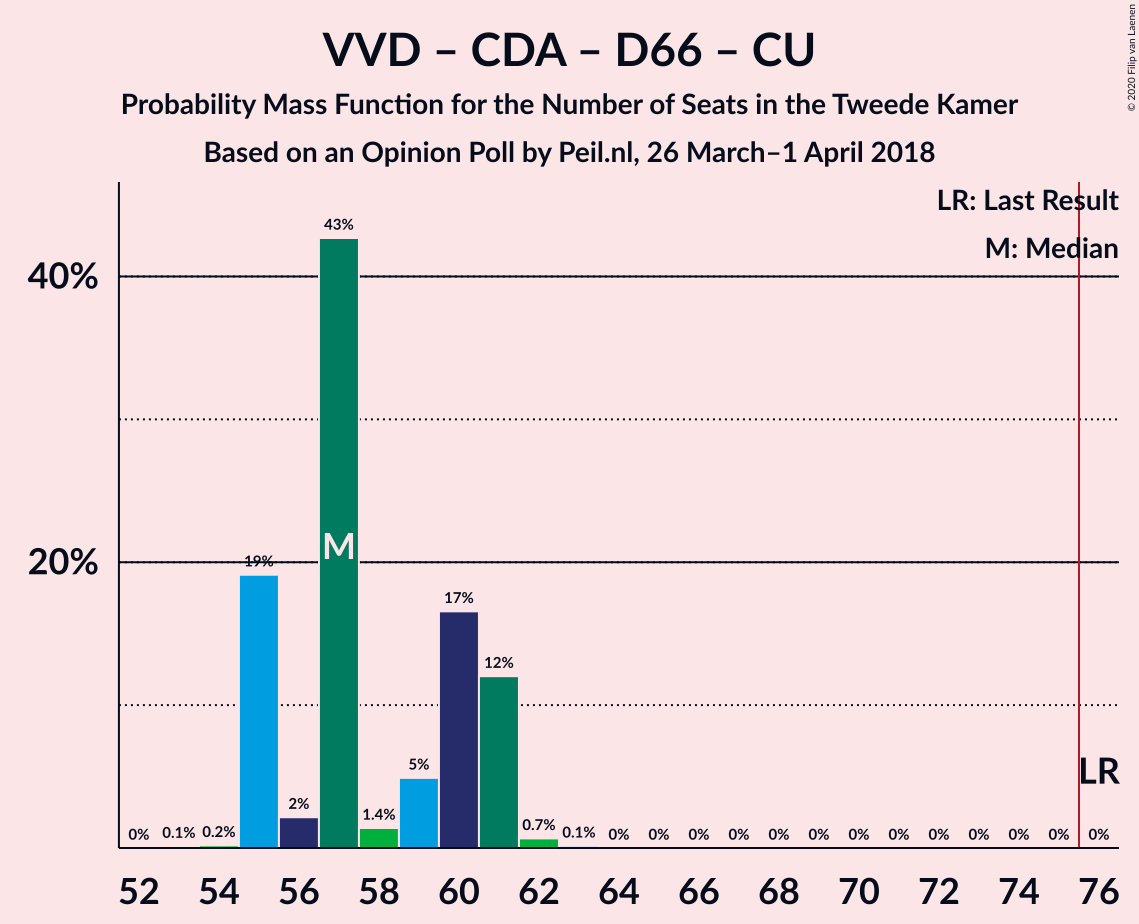 VVD – CDA – D66 – CU
Probability Mass Function for the Number of Seats in the Tweede Kamer
Based on an Opinion Poll by Peil.nl, 26 March–1 April 2018
© 2020 Filip van Laenen
LR: Last Result
M: Median
40%
20%
0% 0.1% 0.2% 19% 2% 43% 1.4% 5% 17% 12% 0.7% 0.1% 0% 0% 0% 0% 0% 0% 0% 0% 0% 0% 0% 0% 0%
M
LR
52 54 56 58 60 62 64 66 68 70 72 74 76